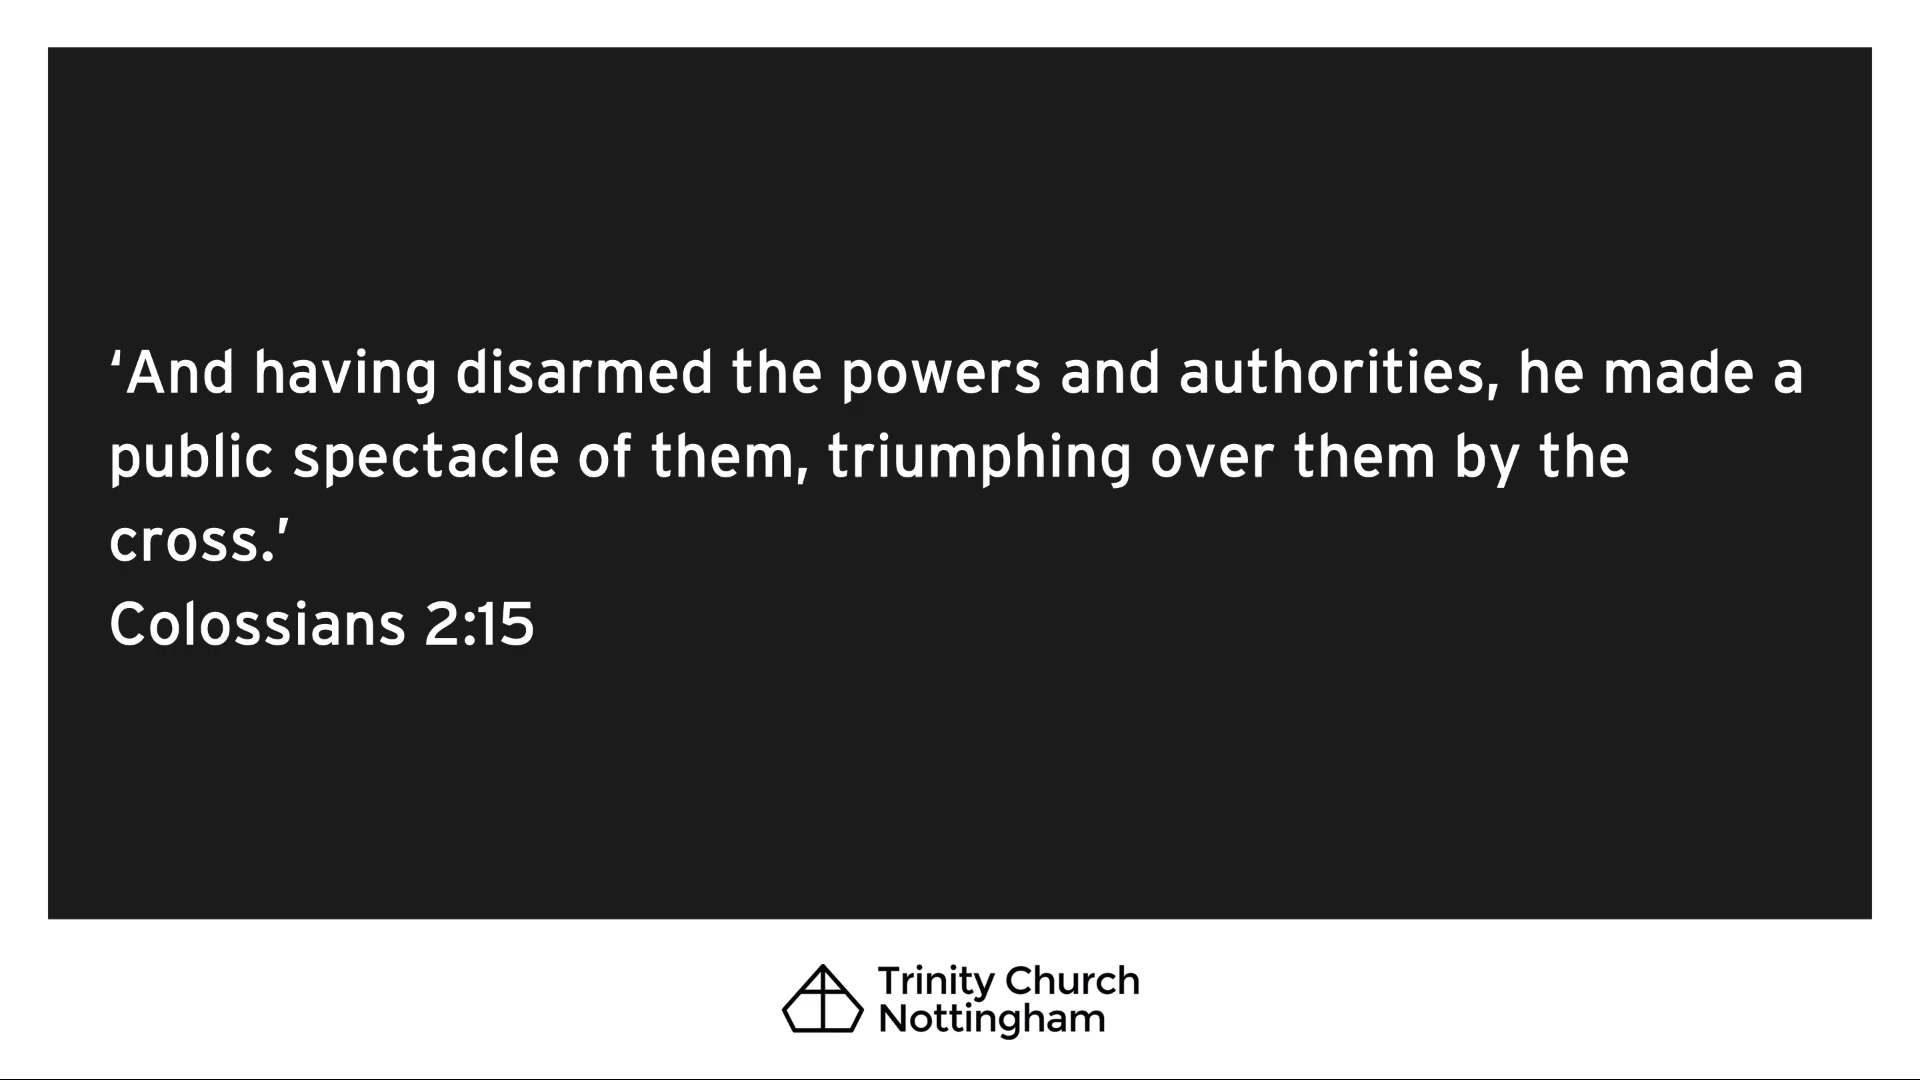 ‘And having disarmed the powers and authorities, he made a
public spectacle of them, triumphing over them by the
cross.’
Colossians 2:15
Trinity Church
Nottingham